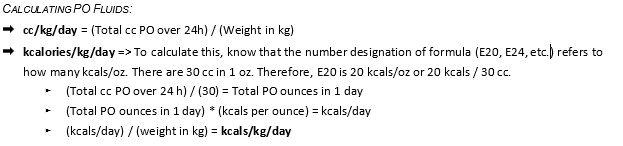 CALCULATING PO FLUIDS:
➡ cc/kg/day = (Total cc PO over 24h) / (Weight in kg)
➡ kcalories/kg/day => To calculate this, know that the number designation of formula (E20, E24, etc.) refers to
how many kcals/oz. There are 30 cc in 1 oz. Therefore, E20 is 20 kcals/oz or 20 kcals / 30 cc.
► (Total cc PO over 24 h) / (30) = Total PO ounces in 1 day
► (Total PO ounces in 1 day) * (kcals per ounce) = kcals/day
► (kcals/day) / (weight in kg) = kcals/kg/day